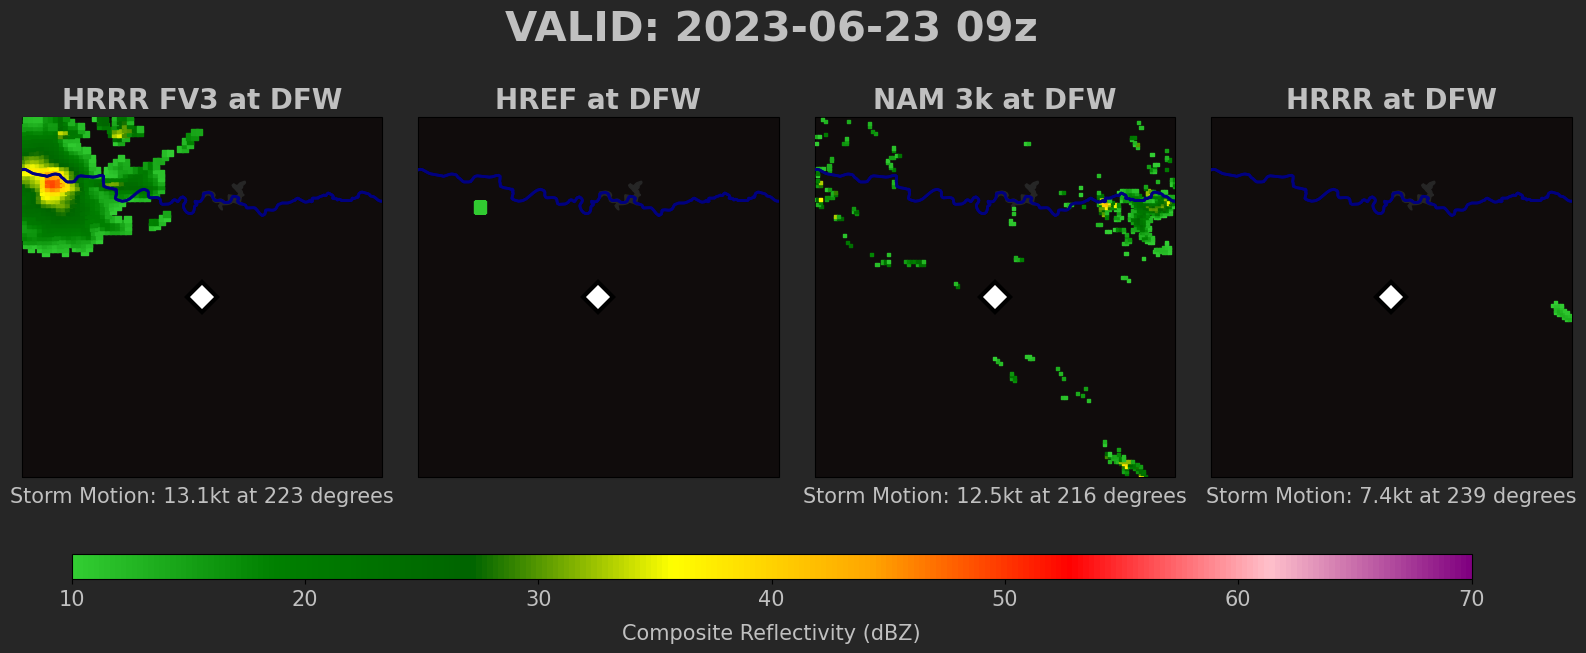 VALID: 2023-06-23 09z
HRRR FV3 at DFW
HREF at DFW
NAM 3k at DFW
HRRR at DFW
Storm Motion: 13.1kt at 223 degrees
Storm Motion: 12.5kt at 216 degrees
Storm Motion: 7.4kt at 239 degrees
10 20 30 40 50 60 70
Composite Reflectivity (dBZ)